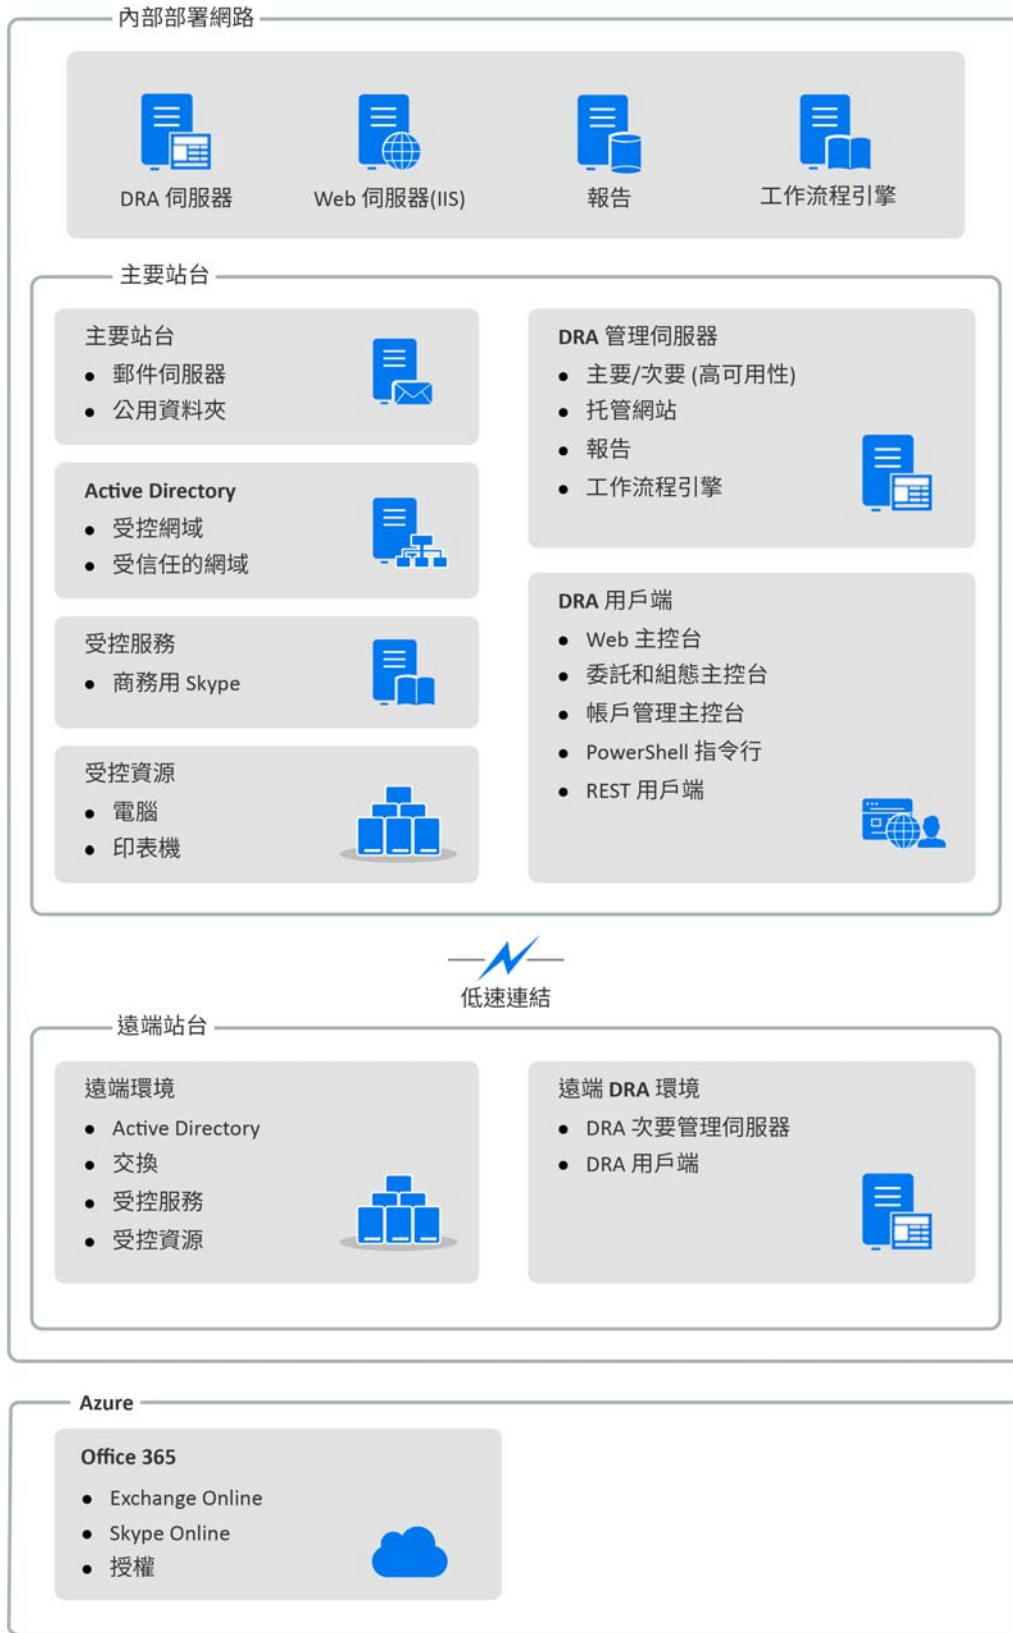 內部部署網路
DRA 伺服器
Web 伺服器(IIS)
報告
工作流程引擎
主要站台
主要站台
• 郵件伺服器
• 公用資料夾
Active Directory
• 受控網域
• 受信任的網域
受控服務
• 商務用 Skype
受控資源
• 電腦
• 印表機
DRA 管理伺服器
• 主要/次要 (高可用性)
• 托管網站
• 報告
• 工作流程引擎
DRA 用戶端
• Web 主控台
• 委託和組態主控台
• 帳戶管理主控台
• PowerShell 指令行
• REST 用戶端
低速連結
遠端站台
遠端環境
• Active Directory
• 交換
• 受控服務
• 受控資源
遠端 DRA 環境
• DRA 次要管理伺服器
• DRA 用戶端
Azure
Office 365
• Exchange Online
• Skype Online
• 授權